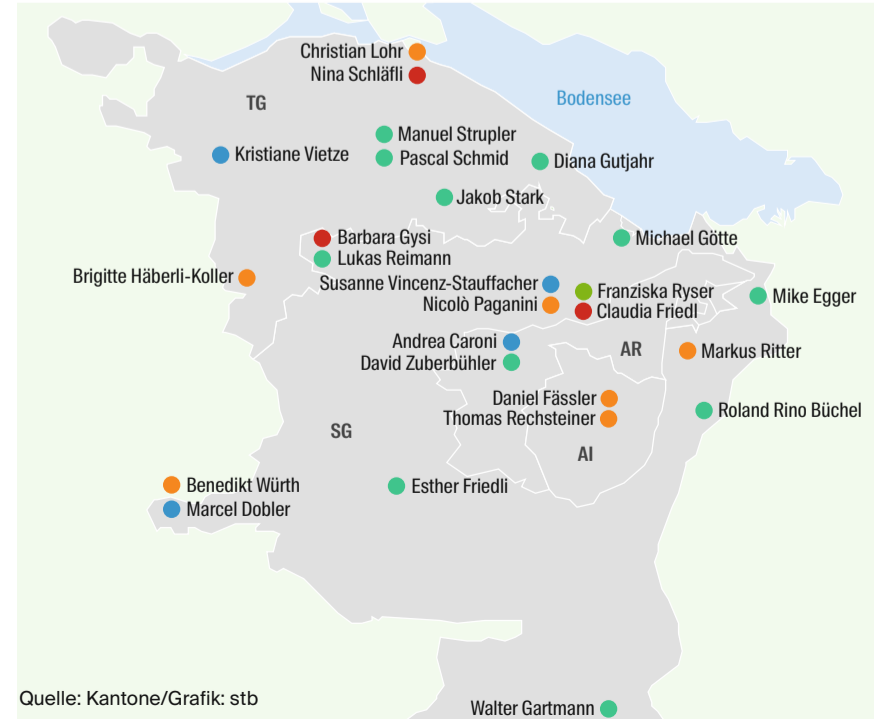 Christian Lohr
Nina Schläfli
Bodensee
TG
Manuel Strupler
Kristiane Vietze
Pascal Schmid
Diana Gutjahr
Jakob Stark
Barbara Gysi
Michael Götte
Lukas Reimann
Brigitte Häberli-Koller
Susanne Vincenz-Stauffacher
Franziska Ryser
Mike Egger
Nicolò Paganini
Claudia Friedl
Andrea Caroni
AR
Markus Ritter
David Zuberbühler
Daniel Fässler
Roland Rino Büchel
Thomas Rechsteiner
SG
AI
Benedikt Würth
Esther Friedli
Marcel Dobler
Quelle: Kantone/Grafik: stb
Walter Gartmann